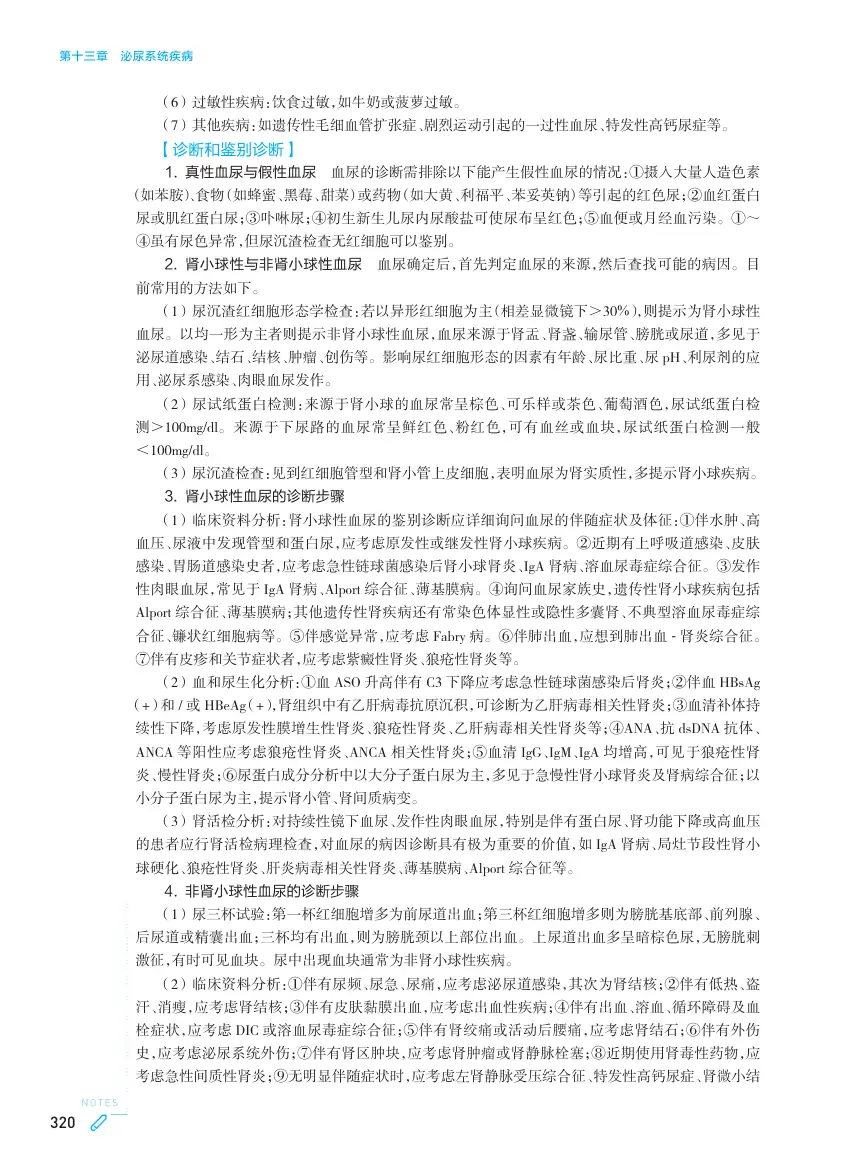 第十三章 泌尿系统疾病
（6）过敏性疾病：饮食过敏，如牛奶或菠萝过敏。
（7）其他疾病：如遗传性毛细血管扩张症、剧烈运动引起的一过性血尿、特发性高钙尿症等。
【诊断和鉴别诊断】
1. 真性血尿与假性血尿 血尿的诊断需排除以下能产生假性血尿的情况：①摄入大量人造色素
（如苯胺）、食物（如蜂蜜、黑莓、甜菜）或药物（如大黄、利福平、苯妥英钠）等引起的红色尿；②血红蛋白
尿或肌红蛋白尿；③卟啉尿；④初生新生儿尿内尿酸盐可使尿布呈红色；⑤血便或月经血污染。①～
④虽有尿色异常，但尿沉渣检查无红细胞可以鉴别。
2. 肾小球性与非肾小球性血尿 血尿确定后，首先判定血尿的来源，然后查找可能的病因。目
前常用的方法如下。
（1）尿沉渣红细胞形态学检查：若以异形红细胞为主（相差显微镜下＞30%），则提示为肾小球性
血尿。以均一形为主者则提示非肾小球性血尿，血尿来源于肾盂、肾盏、输尿管、膀胱或尿道，多见于
泌尿道感染、结石、结核、肿瘤、创伤等。影响尿红细胞形态的因素有年龄、尿比重、尿 pH、利尿剂的应
用、泌尿系感染、肉眼血尿发作。
（2）尿试纸蛋白检测：来源于肾小球的血尿常呈棕色、可乐样或茶色、葡萄酒色，尿试纸蛋白检
测＞100mg/dl。来源于下尿路的血尿常呈鲜红色、粉红色，可有血丝或血块，尿试纸蛋白检测一般
＜100mg/dl。
（3）尿沉渣检查：见到红细胞管型和肾小管上皮细胞，表明血尿为肾实质性，多提示肾小球疾病。
3. 肾小球性血尿的诊断步骤
（1）临床资料分析：肾小球性血尿的鉴别诊断应详细询问血尿的伴随症状及体征：①伴水肿、高
血压、尿液中发现管型和蛋白尿，应考虑原发性或继发性肾小球疾病。②近期有上呼吸道感染、皮肤
感染、胃肠道感染史者，应考虑急性链球菌感染后肾小球肾炎、IgA 肾病、溶血尿毒症综合征。③发作
性肉眼血尿，常见于 IgA 肾病、Alport 综合征、薄基膜病。④询问血尿家族史，遗传性肾小球疾病包括
Alport 综合征、薄基膜病；其他遗传性肾疾病还有常染色体显性或隐性多囊肾、不典型溶血尿毒症综
合征、镰状红细胞病等。⑤伴感觉异常，应考虑 Fabry 病。⑥伴肺出血，应想到肺出血 - 肾炎综合征。
⑦伴有皮疹和关节症状者，应考虑紫癜性肾炎、狼疮性肾炎等。
（2）血和尿生化分析：①血 ASO 升高伴有 C3 下降应考虑急性链球菌感染后肾炎；②伴血 HBsAg
（+）和 / 或 HBeAg（+），肾组织中有乙肝病毒抗原沉积，可诊断为乙肝病毒相关性肾炎；③血清补体持
续性下降，考虑原发性膜增生性肾炎、狼疮性肾炎、乙肝病毒相关性肾炎等；④ANA、抗 dsDNA 抗体、
ANCA 等阳性应考虑狼疮性肾炎、ANCA 相关性肾炎；⑤血清 IgG、IgM、IgA 均增高，可见于狼疮性肾
炎、慢性肾炎；⑥尿蛋白成分分析中以大分子蛋白尿为主，多见于急慢性肾小球肾炎及肾病综合征；以
小分子蛋白尿为主，提示肾小管、肾间质病变。
（3）肾活检分析：对持续性镜下血尿、发作性肉眼血尿，特别是伴有蛋白尿、肾功能下降或高血压
的患者应行肾活检病理检查，对血尿的病因诊断具有极为重要的价值，如 IgA 肾病、局灶节段性肾小
球硬化、狼疮性肾炎、肝炎病毒相关性肾炎、薄基膜病、Alport 综合征等。
4. 非肾小球性血尿的诊断步骤
（1）尿三杯试验：第一杯红细胞增多为前尿道出血；第三杯红细胞增多则为膀胱基底部、前列腺、
后尿道或精囊出血；三杯均有出血，则为膀胱颈以上部位出血。上尿道出血多呈暗棕色尿，无膀胱刺
激征，有时可见血块。尿中出现血块通常为非肾小球性疾病。
（2）临床资料分析：①伴有尿频、尿急、尿痛，应考虑泌尿道感染，其次为肾结核；②伴有低热、盗
汗、消瘦，应考虑肾结核；③伴有皮肤黏膜出血，应考虑出血性疾病；④伴有出血、溶血、循环障碍及血
栓症状，应考虑 DIC 或溶血尿毒症综合征；⑤伴有肾绞痛或活动后腰痛，应考虑肾结石；⑥伴有外伤
史，应考虑泌尿系统外伤；⑦伴有肾区肿块，应考虑肾肿瘤或肾静脉栓塞；⑧近期使用肾毒性药物，应
考虑急性间质性肾炎；⑨无明显伴随症状时，应考虑左肾静脉受压综合征、特发性高钙尿症、肾微小结
NOTES
320